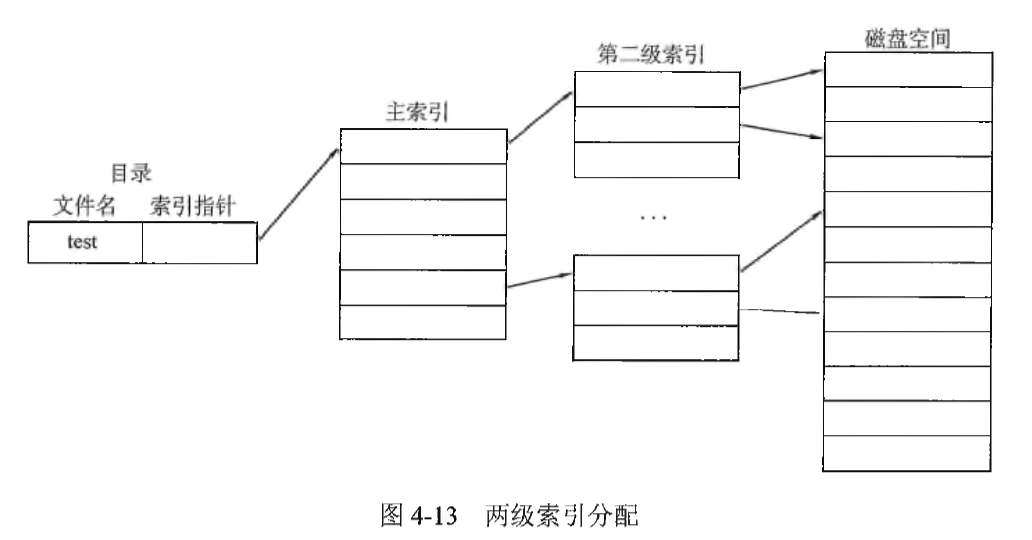 磁盘空间
第二级索引
主索引
目录
文件名 索引指针
test
...
图 4-13 两级索引分配